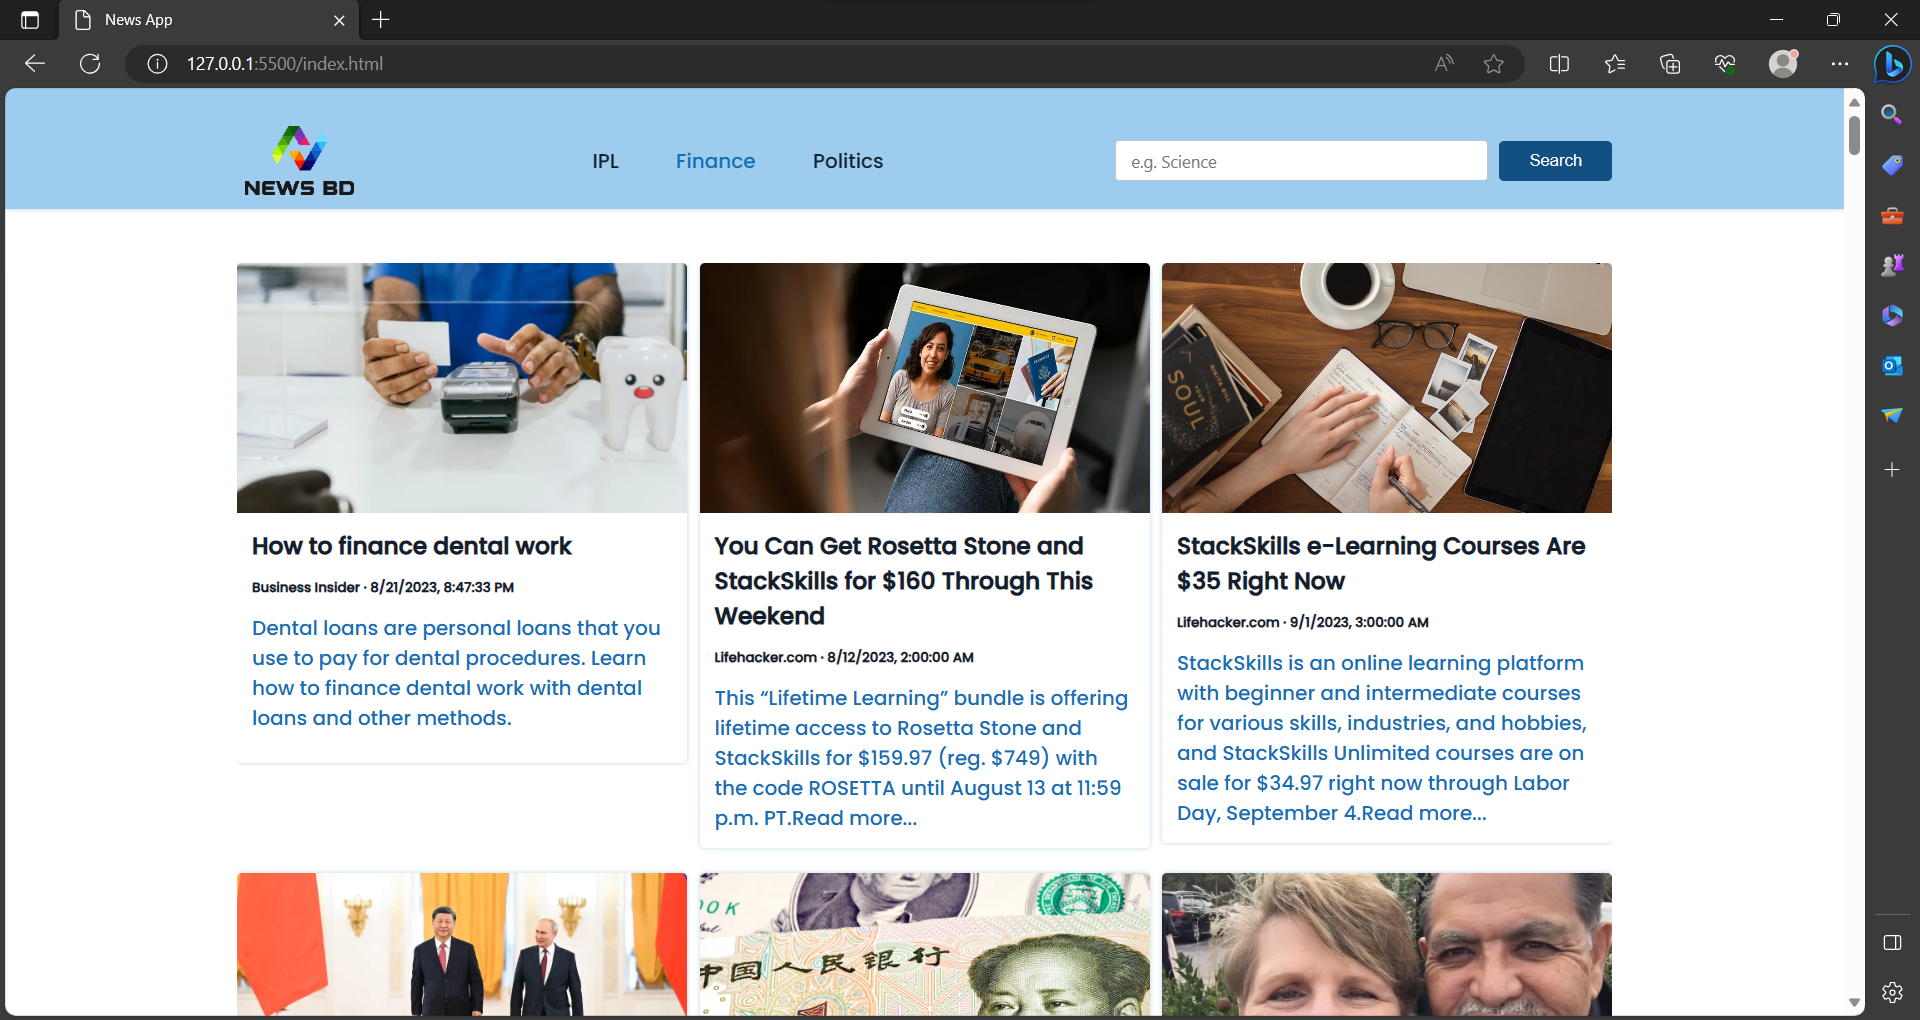 News App
127.0.0.1:5500/index.html
NEWS BD
IPL
Finance
Politics
e.g. Science
Search
SOUL
How to finance dental work
Business Insider · 8/21/2023, 8:47:33 PM
Dental loans are personal loans that you
use to pay for dental procedures. Learn
how to finance dental work with dental
loans and other methods.
You Can Get Rosetta Stone and
StackSkills for $160 Through This
Weekend
Lifehacker.com · 8/12/2023, 2:00:00 AM
This “Lifetime Learning” bundle is offering
lifetime access to Rosetta Stone and
StackSkills for $159.97 (reg. $749) with
the code ROSETTA until August 13 at 11:59
p.m. PT.Read more...
StackSkills e-Learning Courses Are
$35 Right Now
Lifehacker.com · 9/1/2023, 3:00:00 AM
StackSkills is an online learning platform
with beginner and intermediate courses
for various skills, industries, and hobbies,
and StackSkills Unlimited courses are on
sale for $34.97 right now through Labor
Day, September 4.Read more...
中国人民银行